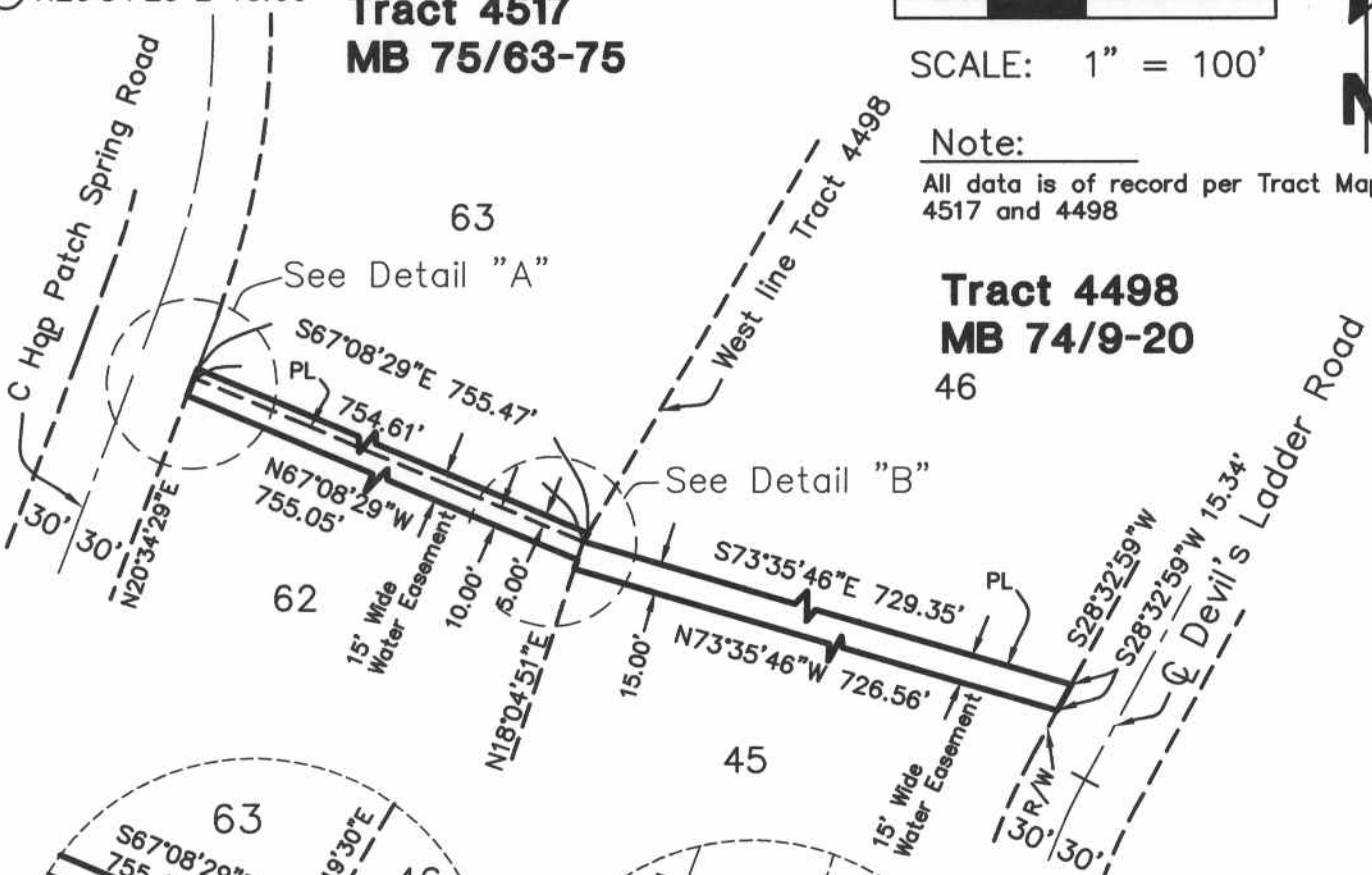 Tract 4517
MB 75/63-75
SCALE: 1" = 100'
N
Note:
All data is of record per Tract Map
4517 and 4498
Tract 4498
MB 74/9-20
46
63
See Detail "A"
West line Tract 4498
C Hop Patch Spring Road
S67°08'29"E 755.47'
PL
754.61'
N67°08'29"W
755.05'
See Detail "B"
30' 30'
N20°34'29"E
62
15' Wide
Water Easement
10.00'
5.00'
N18°04'51"E
15.00'
S73°35'46"E 729.35'
PL
N73°35'46"W 726.56'
S28°32'59"W
S28°32'59"W 15.34'
℄ Devil's Ladder Road
45
15' Wide
Water Easement
R/W
30' 30'
63
S67°08'29"
755
9'30"E
46